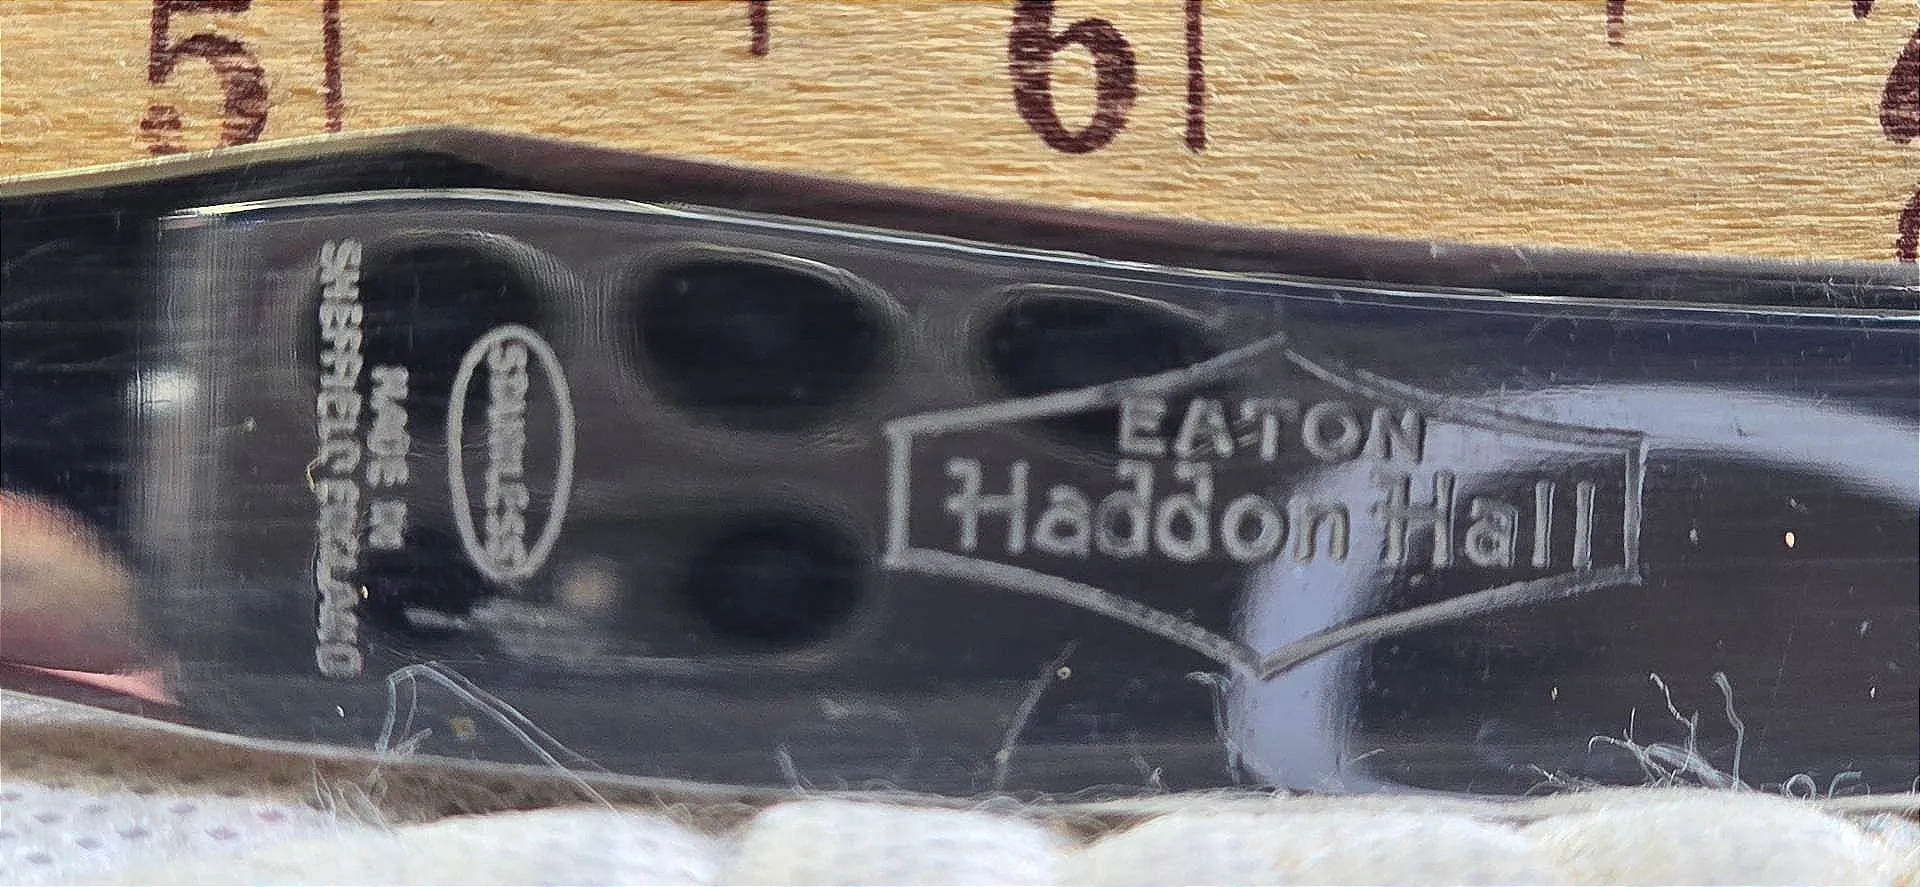 5 6
EATON
Haddon Hall
STAINLESS
MADE IN
SHEFFIELD ENGLAND